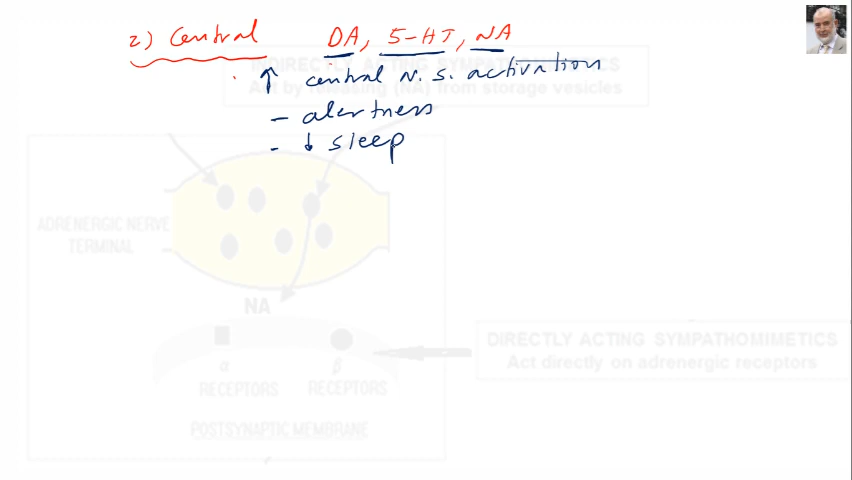 2) Central DA, 5-HT, NA
↑ central N.S. activation
INDIRECTLY ACTING SYMPATHOMIMETICS
Act by releasing (NA) from storage vesicles
- alertness
- ↓ sleep
ADRENERGIC NERVE
TERMINAL
NA
DIRECTLY ACTING SYMPATHOMIMETICS
Act directly on adrenergic receptors
α β
RECEPTORS RECEPTORS
POSTSYNAPTIC MEMBRANE